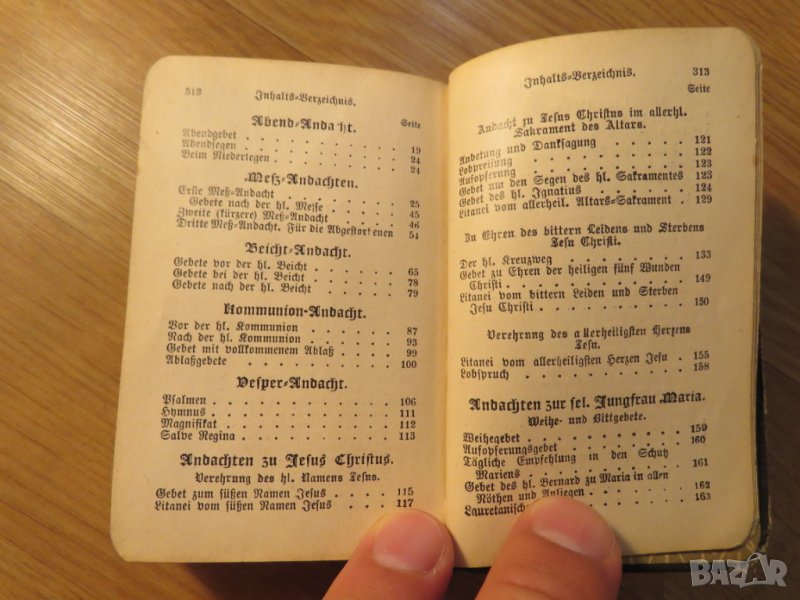 312 Inhalts-Verzeichnis.
Abend-Andacht. Seite
Abendgebet . . . . . . . . 19
Abendsegen . . . . . . . . 24
Beim Niederlegen . . . . . . . . 24
Meß-Andachten.
Erste Meß-Andacht . . . . . . . . 25
Gebete nach der hl. Messe . . . . 45
Zweite (kürzere) Meß-Andacht . . . . 46
Dritte Meß-Andacht. Für die Abgestorbenen 54
Beicht-Andacht.
Gebete vor der hl. Beicht . . . . . . 65
Gebete bei der hl. Beicht . . . . . . 78
Gebete nach der hl. Beicht . . . . . . 79
Kommunion-Andacht.
Vor der hl. Kommunion . . . . . . 87
Nach der hl. Kommunion . . . . . . 93
Gebet mit vollkommenem Ablaß . . . . 99
Ablaßgebete . . . . . . . . 100
Vesper-Andacht.
Psalmen . . . . . . . . 106
Hymnus . . . . . . . . 111
Magnifikat . . . . . . . . 112
Salve Regina . . . . . . . . 113
Andachten zu Jesus Christus.
Verehrung des hl. Namens Jesus.
Gebet zum süßen Namen Jesus . . . . 115
Litanei vom süßen Namen Jesus . . . . 117
Inhalts-Verzeichnis. 313
Seite
Andacht zu Jesus Christus im allerhl.
Sakrament des Altars.
Anbetung und Danksagung . . . . . . 121
Lobpreisung . . . . . . . . 122
Aufopferung . . . . . . . . 123
Gebet um den Segen des hl. Sakramentes 123
Gebet des hl. Ignatius . . . . . . 124
Litanei vom allerheil. Altars-Sakrament . 129
Zu Ehren des bittern Leidens und Sterbens
Jesu Christi.
Der hl. Kreuzweg . . . . . . . . 133
Gebet zu Ehren der heiligen fünf Wunden
Christi . . . . . . . . 149
Litanei vom bittern Leiden und Sterben
Jesu Christi . . . . . . . . 150
Verehrung des allerheiligsten Herzens
Jesu.
Litanei vom allerheiligsten Herzen Jesu . 155
Lobspruch . . . . . . . . 158
Andachten zur sel. Jungfrau Maria.
Weihe- und Bittgebete.
Weihegebet . . . . . . . . 159
Aufopferungsgebet . . . . . . . . 160
Tägliche Empfehlung in den Schutz
Mariens . . . . . . . . 161
Gebet des hl. Bernard zu Maria in allen
Nöthen und Anliegen . . . . . . 162
Lauretanische . . . . 163
BAZAR